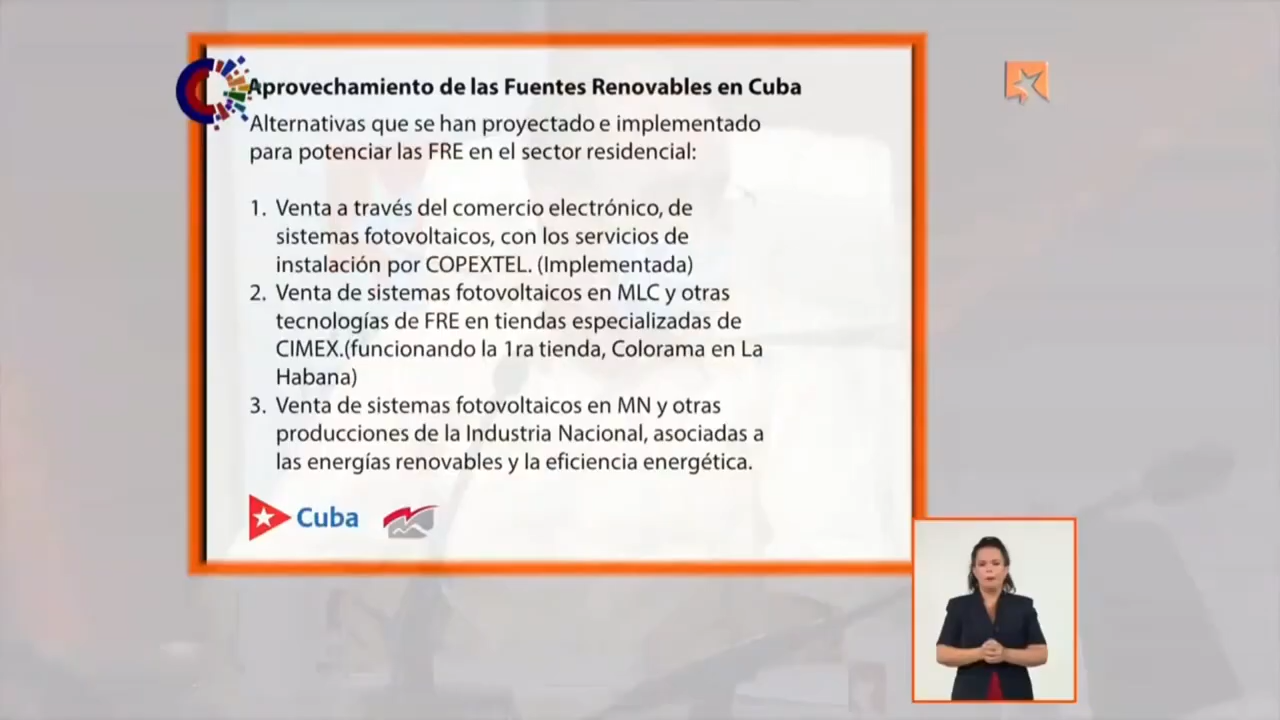 Aprovechamiento de las Fuentes Renovables en Cuba
Alternativas que se han proyectado e implementado
para potenciar las FRE en el sector residencial:
1. Venta a través del comercio electrónico, de
sistemas fotovoltaicos, con los servicios de
instalación por COPEXTEL. (Implementada)
2. Venta de sistemas fotovoltaicos en MLC y otras
tecnologías de FRE en tiendas especializadas de
CIMEX.(funcionando la 1ra tienda, Colorama en La
Habana)
3. Venta de sistemas fotovoltaicos en MN y otras
producciones de la Industria Nacional, asociadas a
las energías renovables y la eficiencia energética.
Cuba